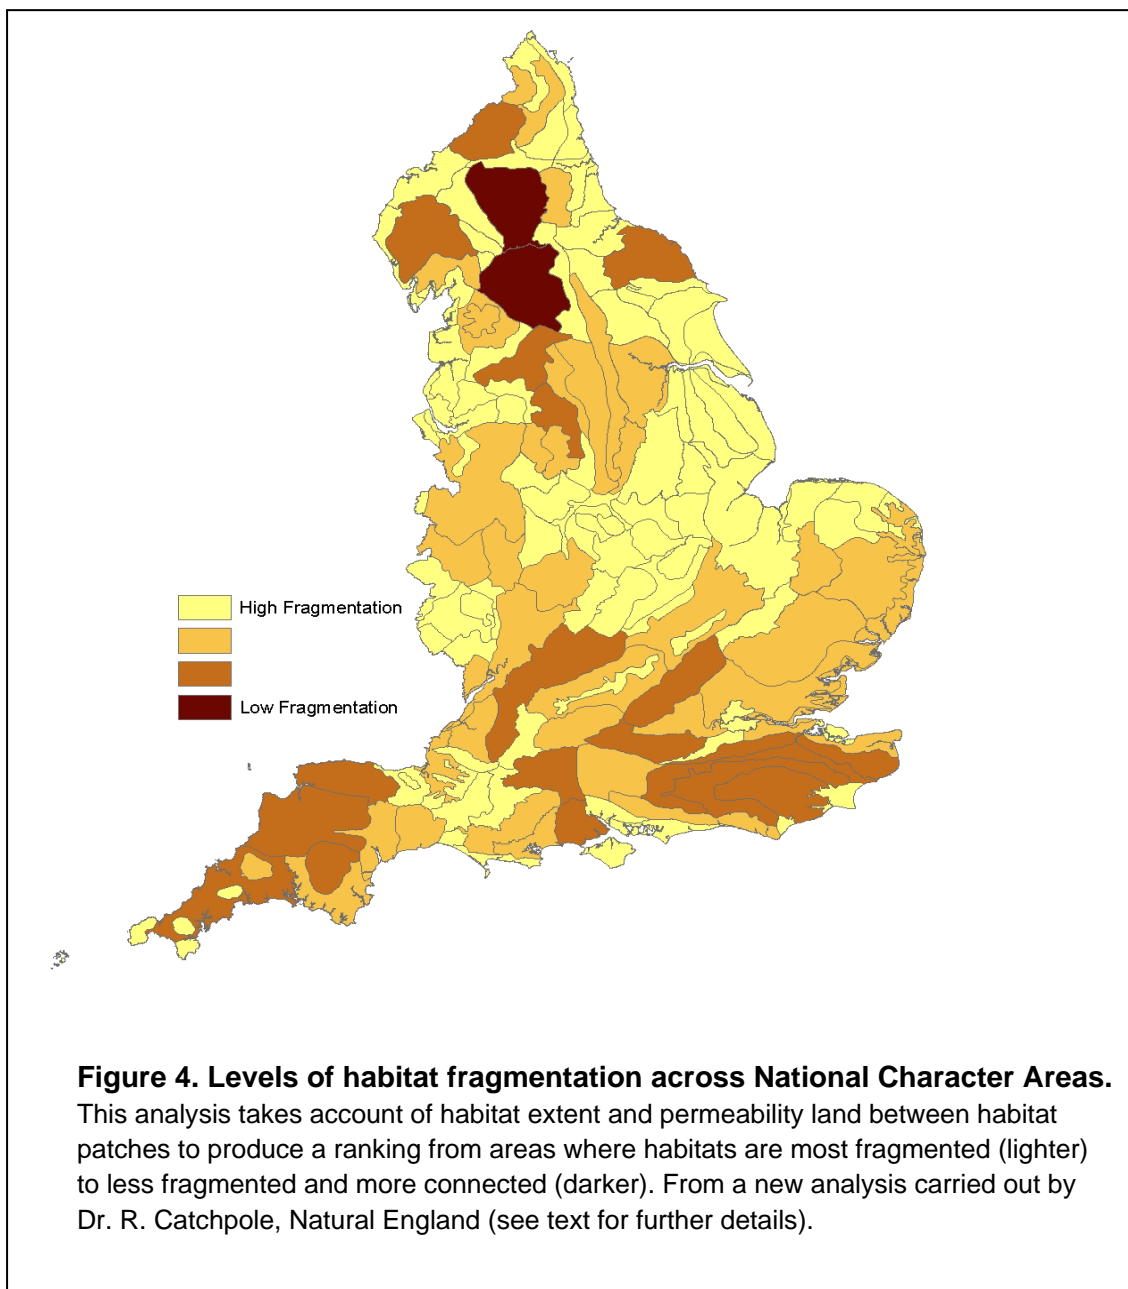 High Fragmentation
Low Fragmentation
Figure 4. Levels of habitat fragmentation across National Character Areas.
This analysis takes account of habitat extent and permeability land between habitat
patches to produce a ranking from areas where habitats are most fragmented (lighter)
to less fragmented and more connected (darker). From a new analysis carried out by
Dr. R. Catchpole, Natural England (see text for further details).